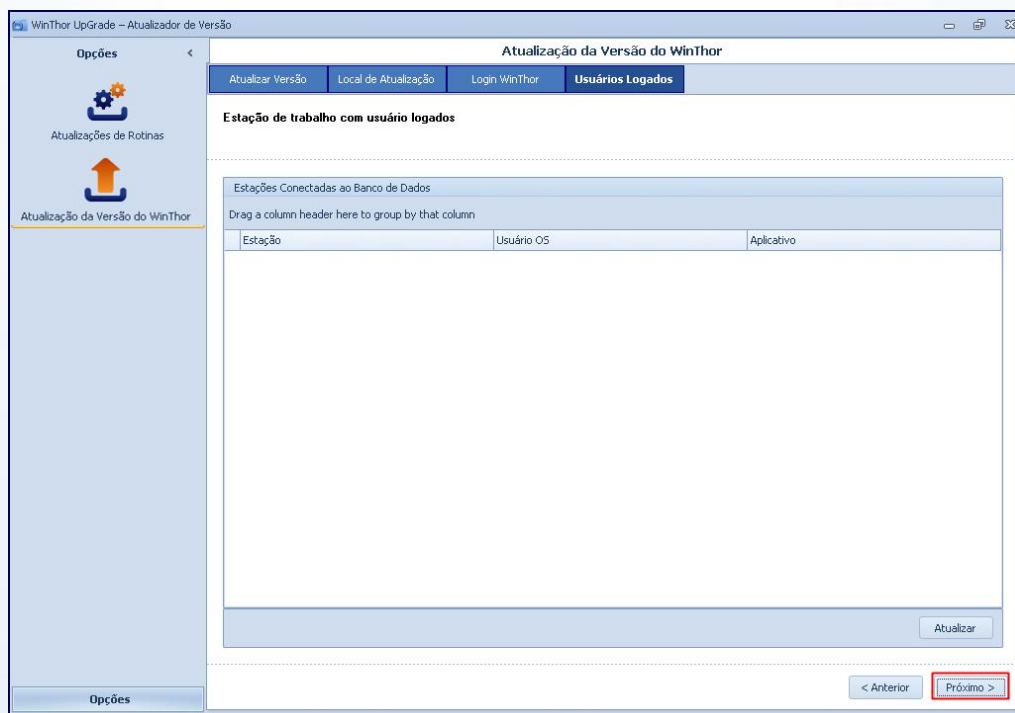 WinThor UpGrade – Atualizador de Versão
Opções <
Atualizações de Rotinas
Atualização da Versão do WinThor
Opções
Atualização da Versão do WinThor
Atualizar Versão Local de Atualização Login WinThor Usuários Logados
Estação de trabalho com usuário logados
Estações Conectadas ao Banco de Dados
Drag a column header here to group by that column
Estação Usuário OS Aplicativo
Atualizar
< Anterior Próximo >